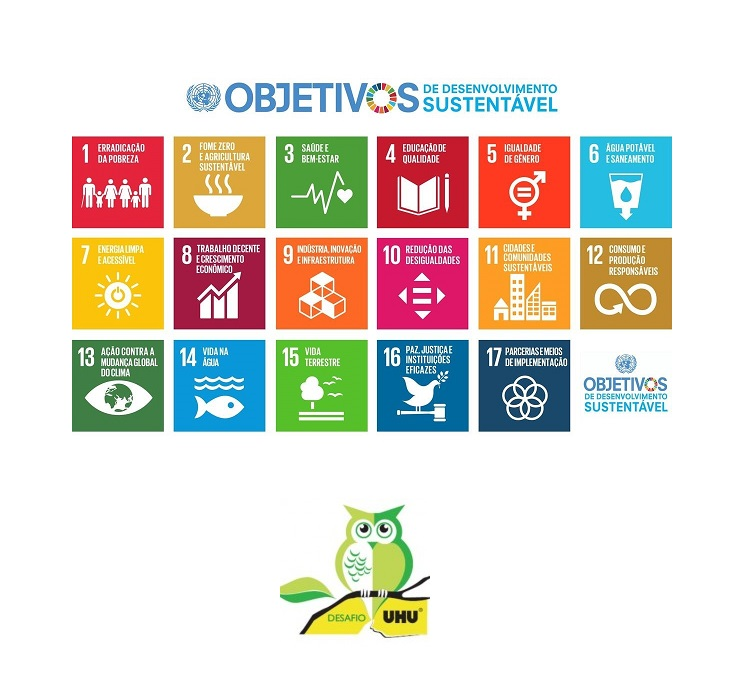 OBJETIVOS
DE DESENVOLVIMENTO
SUSTENTÁVEL
1 ERRADICAÇÃO
DA POBREZA
2 FOME ZERO
E AGRICULTURA
SUSTENTÁVEL
3 SAÚDE E
BEM-ESTAR
4 EDUCAÇÃO DE
QUALIDADE
5 IGUALDADE
DE GÊNERO
6 ÁGUA POTÁVEL
E SANEAMENTO
7 ENERGIA LIMPA
E ACESSÍVEL
8 TRABALHO DECENTE
E CRESCIMENTO
ECONÔMICO
9 INDÚSTRIA, INOVAÇÃO
E INFRAESTRUTURA
10 REDUÇÃO DAS
DESIGUALDADES
11 CIDADES E
COMUNIDADES
SUSTENTÁVEIS
12 CONSUMO E
PRODUÇÃO
RESPONSÁVEIS
13 AÇÃO CONTRA A
MUDANÇA GLOBAL
DO CLIMA
14 VIDA NA
ÁGUA
15 VIDA
TERRESTRE
16 PAZ, JUSTIÇA E
INSTITUIÇÕES
EFICAZES
17 PARCERIAS E MEIOS
DE IMPLEMENTAÇÃO
OBJETIVOS
DE DESENVOLVIMENTO
SUSTENTÁVEL
DESAFIO UHU®